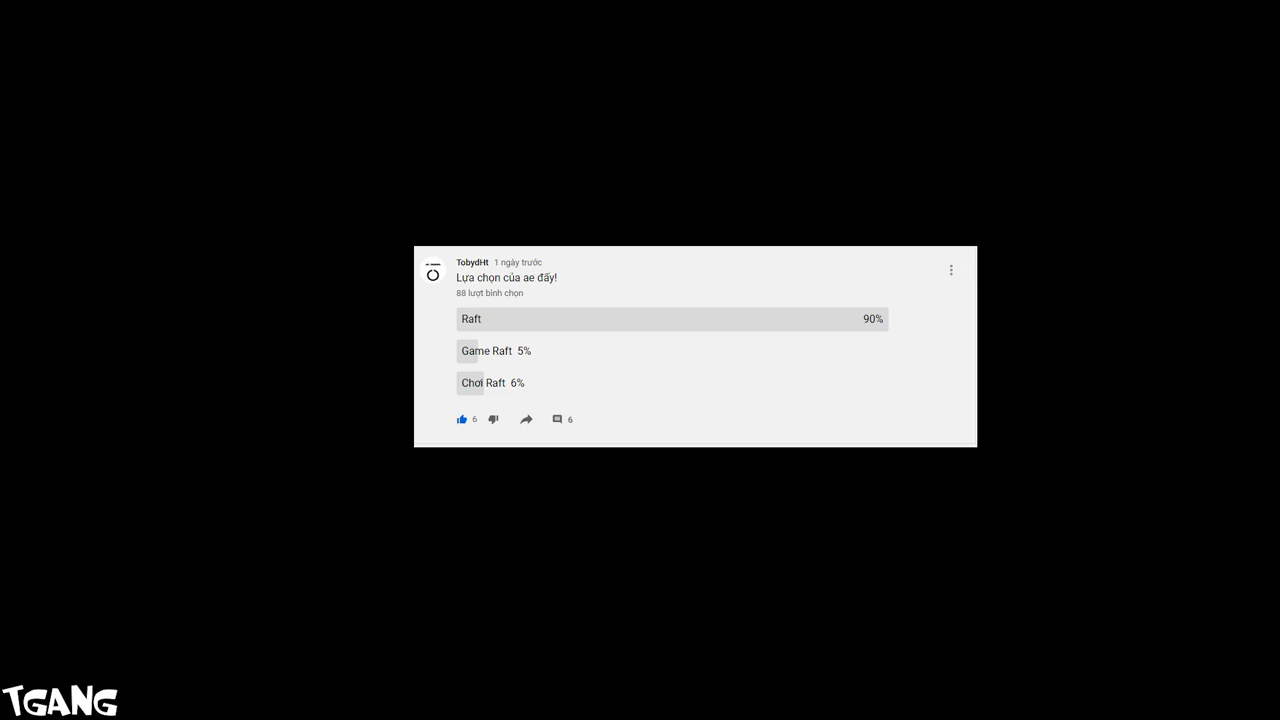 TobydHt 1 ngày trước
Lựa chọn của ae đấy!
88 lượt bình chọn
Raft 90%
Game Raft 5%
Chơi Raft 6%
6 6
TGANG